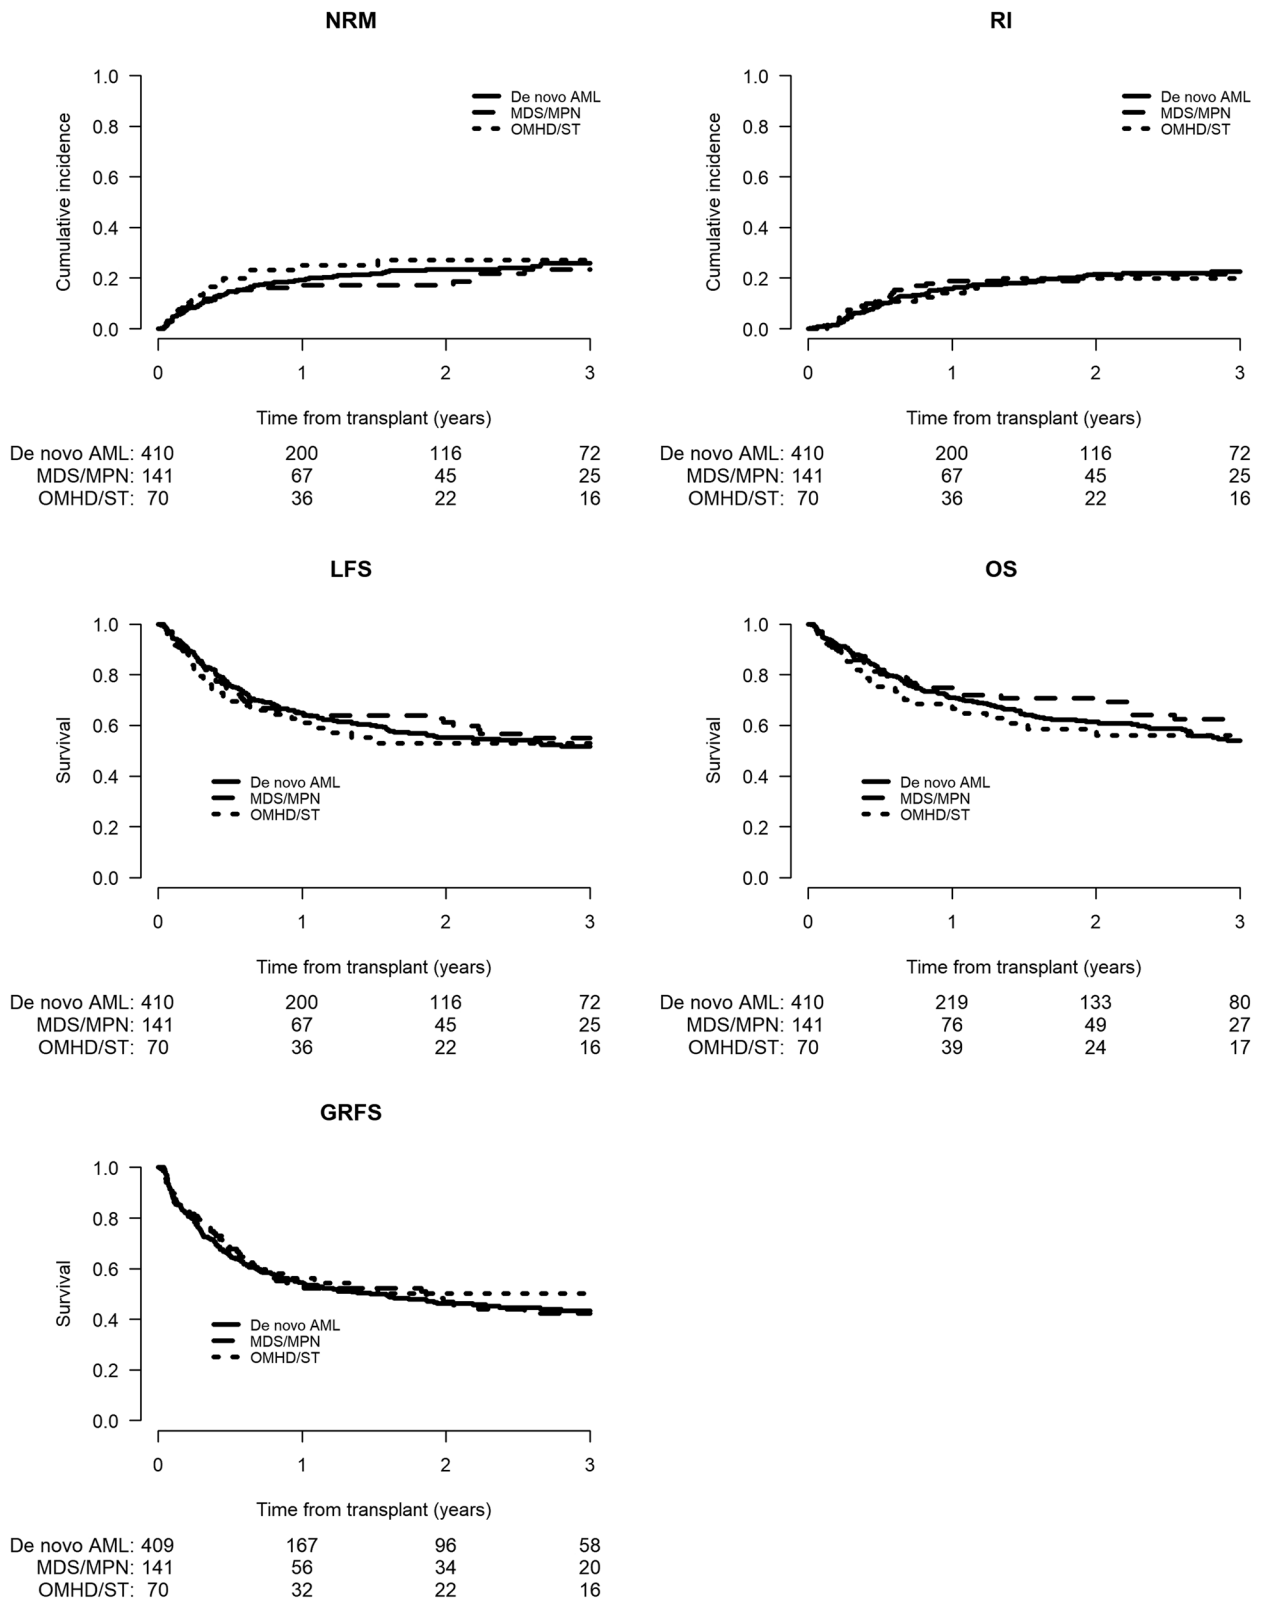 NRM
1.0
0.8
0.6
0.4
0.2
0.0
Cumulative incidence
De novo AML
MDS/MPN
OMHD/ST
0 1 2 3
Time from transplant (years)
De novo AML: 410 200 116 72
MDS/MPN: 141 67 45 25
OMHD/ST: 70 36 22 16
RI
1.0
0.8
0.6
0.4
0.2
0.0
Cumulative incidence
De novo AML
MDS/MPN
OMHD/ST
0 1 2 3
Time from transplant (years)
De novo AML: 410 200 116 72
MDS/MPN: 141 67 45 25
OMHD/ST: 70 36 22 16
LFS
1.0
0.8
0.6
0.4
0.2
0.0
Survival
De novo AML
MDS/MPN
OMHD/ST
0 1 2 3
Time from transplant (years)
De novo AML: 410 200 116 72
MDS/MPN: 141 67 45 25
OMHD/ST: 70 36 22 16
OS
1.0
0.8
0.6
0.4
0.2
0.0
Survival
De novo AML
MDS/MPN
OMHD/ST
0 1 2 3
Time from transplant (years)
De novo AML: 410 219 133 80
MDS/MPN: 141 76 49 27
OMHD/ST: 70 39 24 17
GRFS
1.0
0.8
0.6
0.4
0.2
0.0
Survival
De novo AML
MDS/MPN
OMHD/ST
0 1 2 3
Time from transplant (years)
De novo AML: 409 167 96 58
MDS/MPN: 141 56 34 20
OMHD/ST: 70 32 22 16